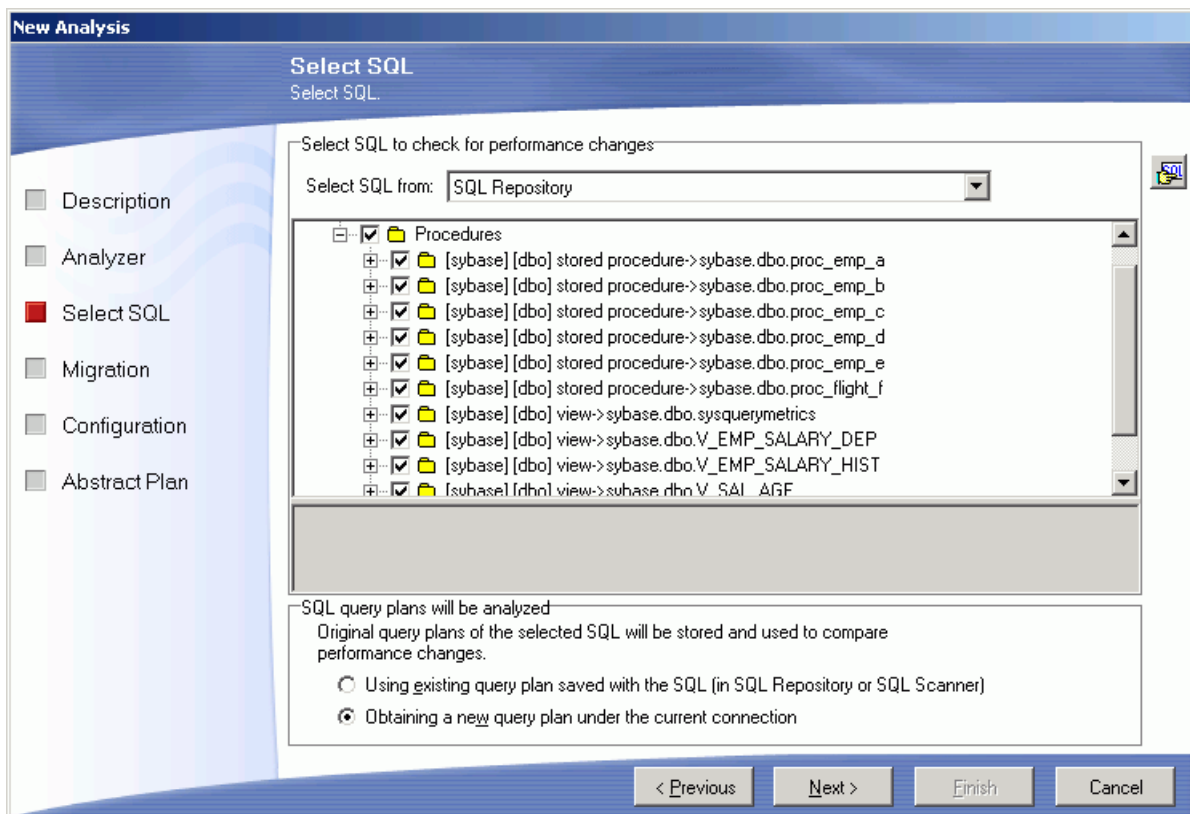 New Analysis
Select SQL
Select SQL.
Description
Analyzer
Select SQL
Migration
Configuration
Abstract Plan
Select SQL to check for performance changes
Select SQL from: SQL Repository
SQL
Procedures
[sybase] [dbo] stored procedure->sybase.dbo.proc_emp_a
[sybase] [dbo] stored procedure->sybase.dbo.proc_emp_b
[sybase] [dbo] stored procedure->sybase.dbo.proc_emp_c
[sybase] [dbo] stored procedure->sybase.dbo.proc_emp_d
[sybase] [dbo] stored procedure->sybase.dbo.proc_emp_e
[sybase] [dbo] stored procedure->sybase.dbo.proc_flight_f
[sybase] [dbo] view->sybase.dbo.sysquerymetrics
[sybase] [dbo] view->sybase.dbo.V_EMP_SALARY_DEP
[sybase] [dbo] view->sybase.dbo.V_EMP_SALARY_HIST
[sybase] [dbo] view->sybase.dbo.V_SAL_AGE
SQL query plans will be analyzed
Original query plans of the selected SQL will be stored and used to compare
performance changes.
Using existing query plan saved with the SQL (in SQL Repository or SQL Scanner)
Obtaining a new query plan under the current connection
< Previous
Next >
Finish
Cancel